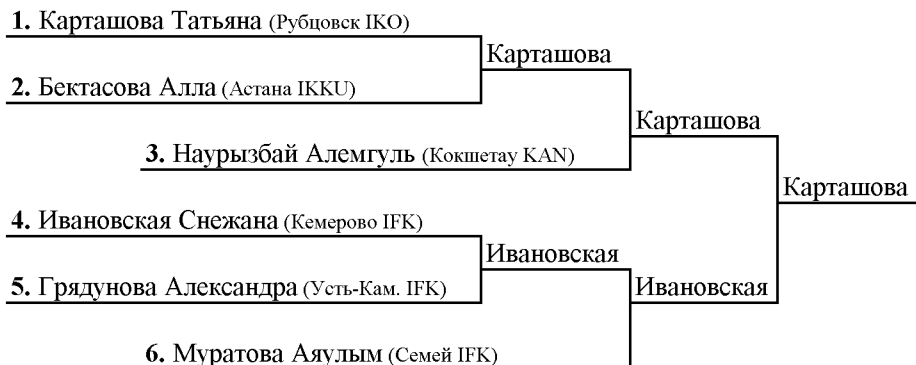 1. Карташова Татьяна (Рубцовск IKO)
Карташова
2. Бектасова Алла (Астана IKKU)
Карташова
3. Наурызбай Алемгуль (Кокшетау KAN)
Карташова
4. Ивановская Снежана (Кемерово IFK)
Ивановская
5. Грядунова Александра (Усть-Кам. IFK)
Ивановская
6. Муратова Аяулым (Семей IFK)